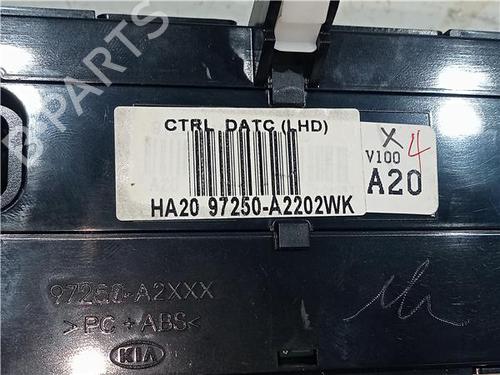 B-PARTS
CTRL DATC (LHD)
HA20 97250-A2202WK
X
V100 4
A20
97250-A2XXX
>PC+ABS<
KIA